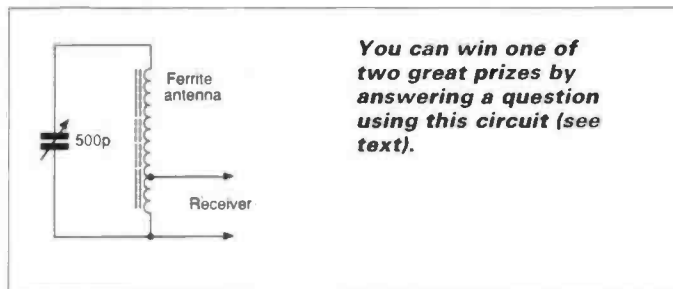 Ferrite
antenna
500p
Receiver
You can win one of
two great prizes by
answering a question
using this circuit (see
text).